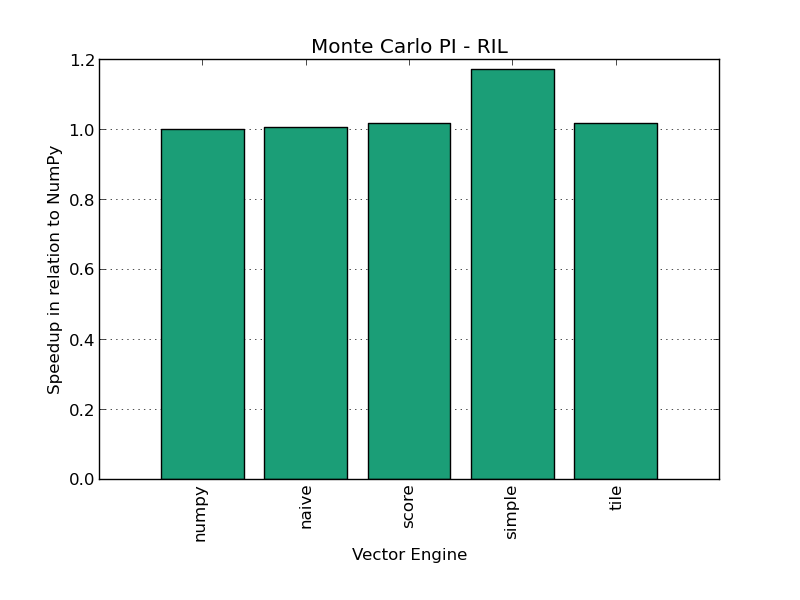 Monte Carlo PI - RIL
Speedup in relation to NumPy
1.2
1.0
0.8
0.6
0.4
0.2
0.0
numpy
naive
score
simple
tile
Vector Engine